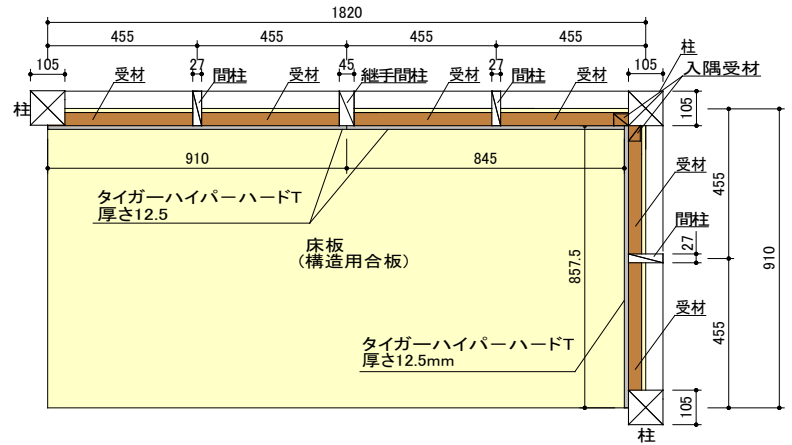 1820
455
455
455
455
105
27
45
27
105
柱
受材
間柱
受材
継手間柱
受材
間柱
受材
柱
入隅受材
105
910
845
タイガーハイパーハードT
厚さ12.5
床板
(構造用合板)
857.5
受材
455
間柱
27
910
受材
455
タイガーハイパーハードT
厚さ12.5mm
105
柱